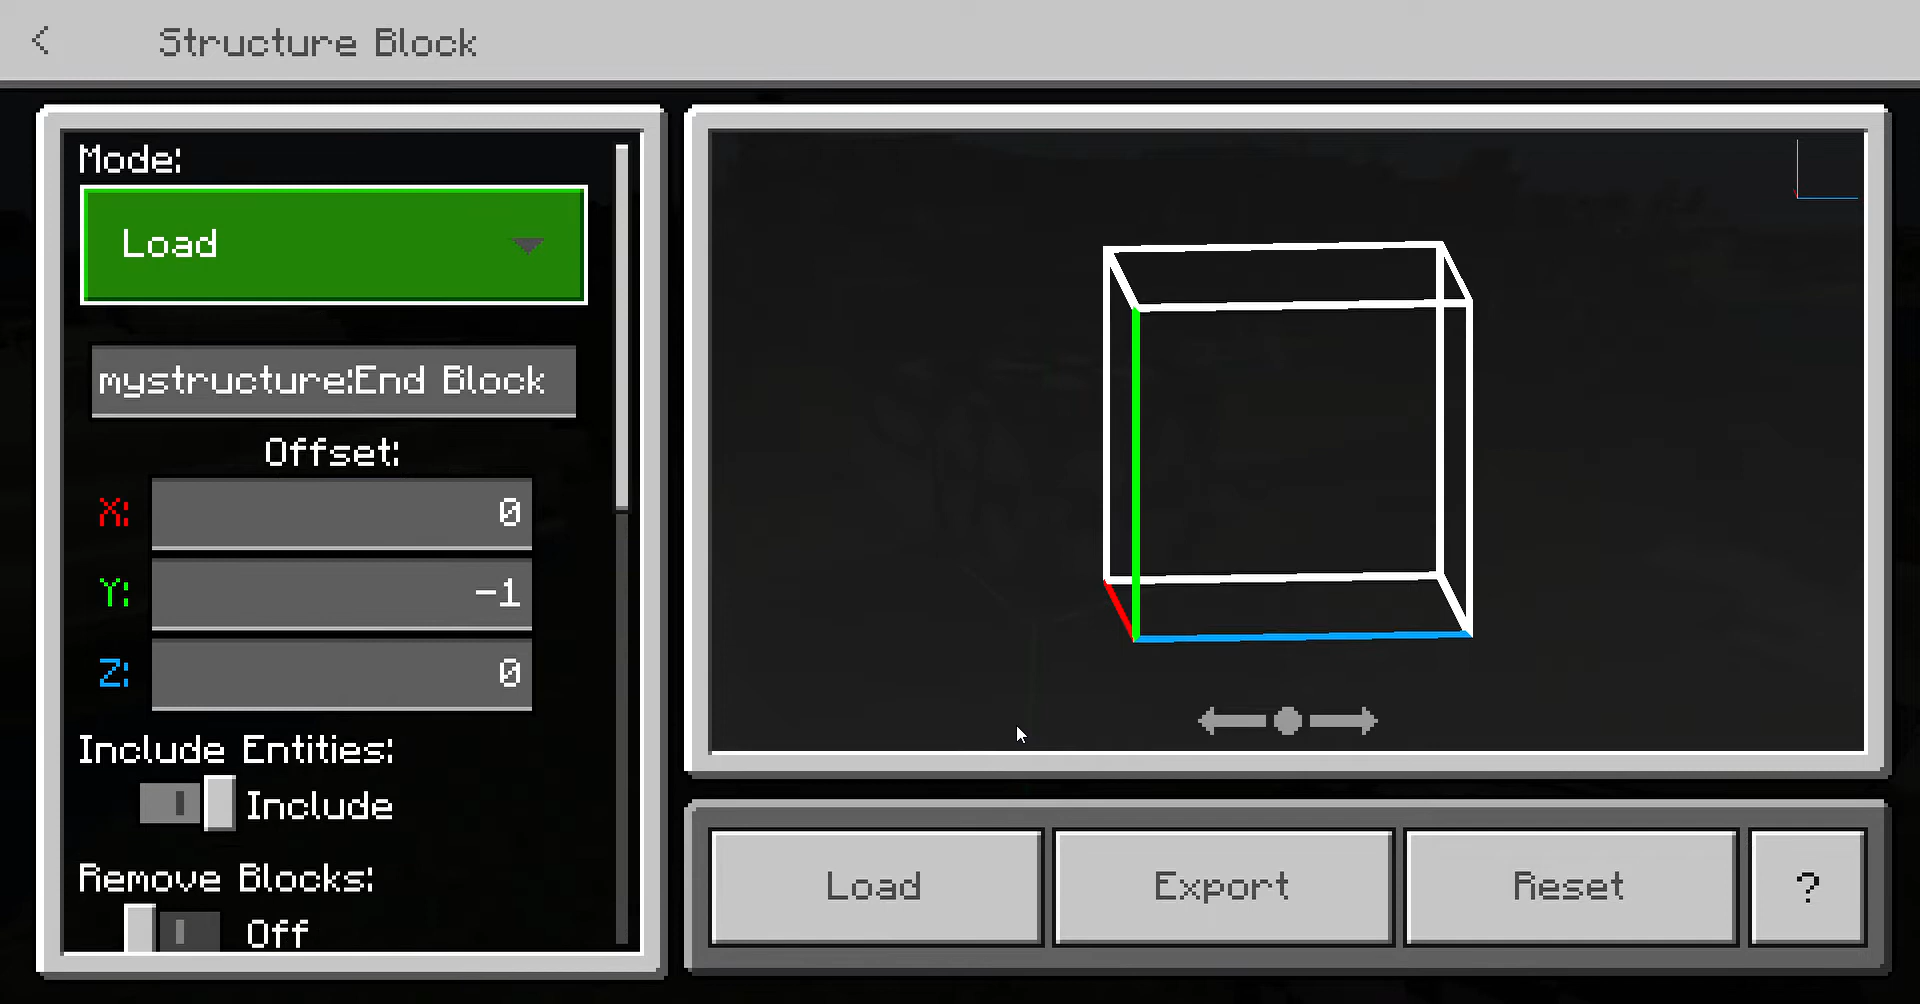 Structure Block
Mode:
Load
mystructure:End Block
Offset:
X: 0
Y: -1
Z: 0
Include Entities:
Include
Remove Blocks:
Off
Load
Export
Reset
?